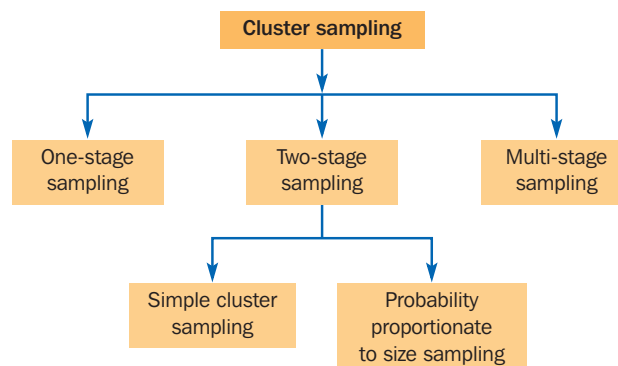 Cluster sampling
One-stage
sampling
Two-stage
sampling
Multi-stage
sampling
Simple cluster
sampling
Probability
proportionate
to size sampling